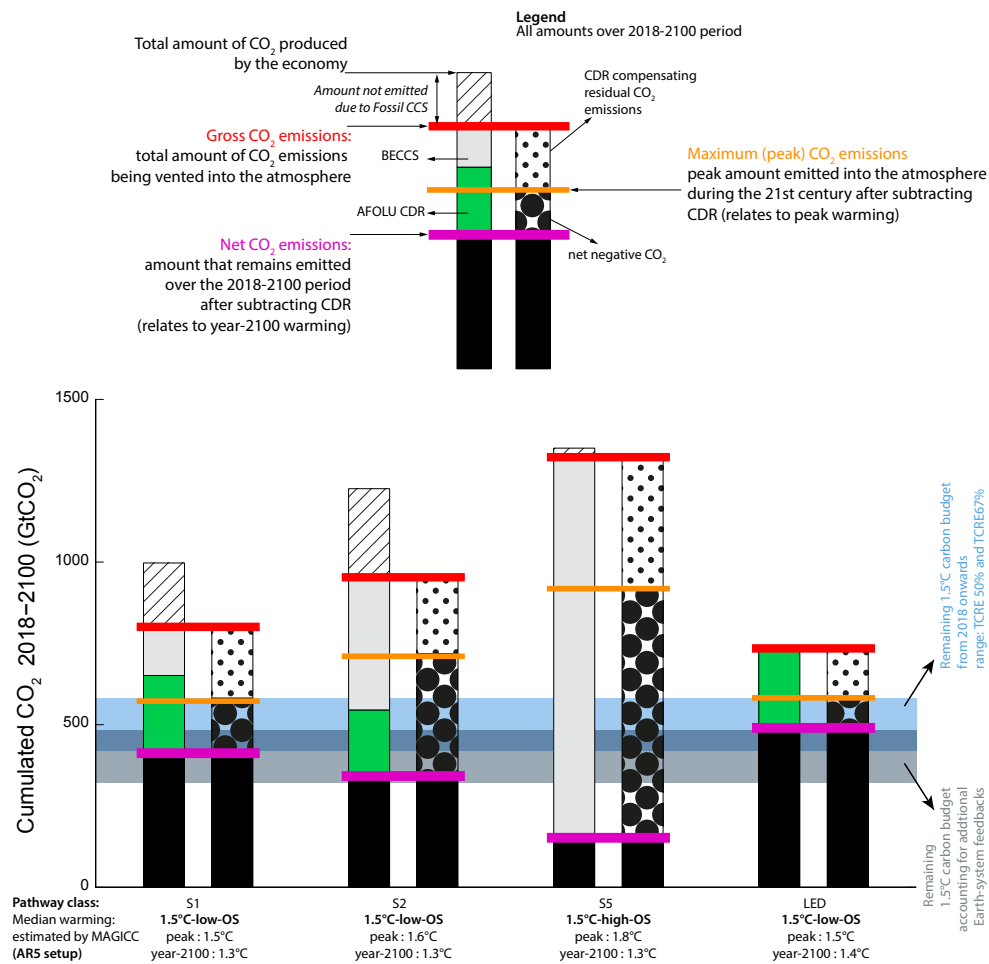 Legend
All amounts over 2018-2100 period
Total amount of CO2 produced
by the economy
Amount not emitted
due to Fossil CCS
CDR compensating
residual CO2
emissions
Gross CO2 emissions:
total amount of CO2 emissions
being vented into the atmosphere
BECCS
AFOLU CDR
Maximum (peak) CO2 emissions
peak amount emitted into the atmosphere
during the 21st century after subtracting
CDR (relates to peak warming)
Net CO2 emissions:
amount that remains emitted
over the 2018-2100 period
after subtracting CDR
(relates to year-2100 warming)
net negative CO2
Cumulated CO2 2018−2100 (GtCO2)
1500
1000
500
0
Remaining 1.5°C carbon budget
from 2018 onwards
range: TCRE 50% and TCRE67%
Remaining
1.5°C carbon budget
accounting for addtional
Earth-system feedbacks
Pathway class: S1 S2 S5 LED
Median warming: 1.5°C-low-OS 1.5°C-low-OS 1.5°C-high-OS 1.5°C-low-OS
estimated by MAGICC peak : 1.5°C peak : 1.6°C peak : 1.8°C peak : 1.5°C
(AR5 setup) year-2100 : 1.3°C year-2100 : 1.3°C year-2100 : 1.3°C year-2100 : 1.4°C